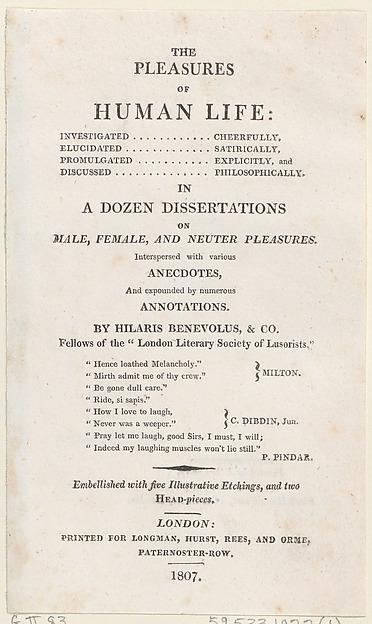 THE
PLEASURES
OF
HUMAN LIFE:
INVESTIGATED . . . . . . . . . . . . CHEERFULLY,
ELUCIDATED . . . . . . . . . . . . . SATIRICALLY,
PROMULGATED . . . . . . . . . . . EXPLICITLY, and
DISCUSSED . . . . . . . . . . . . . . PHILOSOPHICALLY.
IN
A DOZEN DISSERTATIONS
ON
MALE, FEMALE, AND NEUTER PLEASURES.
Interspersed with various
ANECDOTES,
And expounded by numerous
ANNOTATIONS.
BY HILARIS BENEVOLUS, & CO.
Fellows of the “ London Literary Society of Lusorists.”
“ Hence loathed Melancholy.”
“ Mirth admit me of thy crew.” } MILTON.
“ Be gone dull care.”
“ Ride, si sapis.”
“ How I love to laugh,
“ Never was a weeper.” } C. DIBDIN, Jun.
“ Pray let me laugh, good Sirs, I must, I will;
“ Indeed my laughing muscles won't lie still.”
P. PINDAR.
Embellished with five Illustrative Etchings, and two
HEAD-pieces.
LONDON:
PRINTED FOR LONGMAN, HURST, REES, AND ORME,
PATERNOSTER-ROW.
1807.